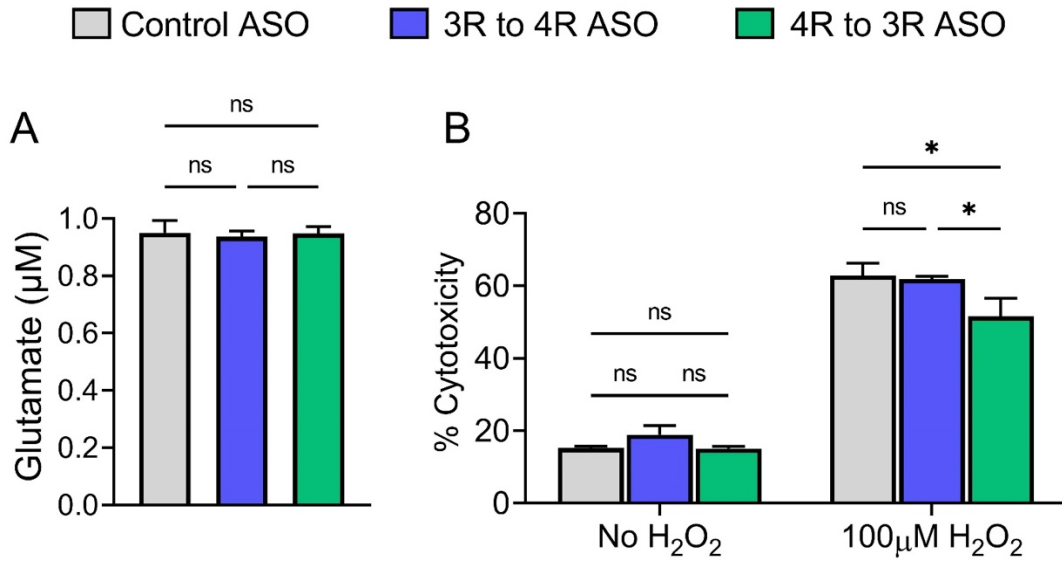 Control ASO 3R to 4R ASO 4R to 3R ASO
A
ns
ns ns
Glutamate (µM)
1.0
0.8
0.6
0.4
0.2
0.0
B
*
ns *
ns
ns ns
% Cytotoxicity
80
60
40
20
0
No H₂O₂ 100µM H₂O₂